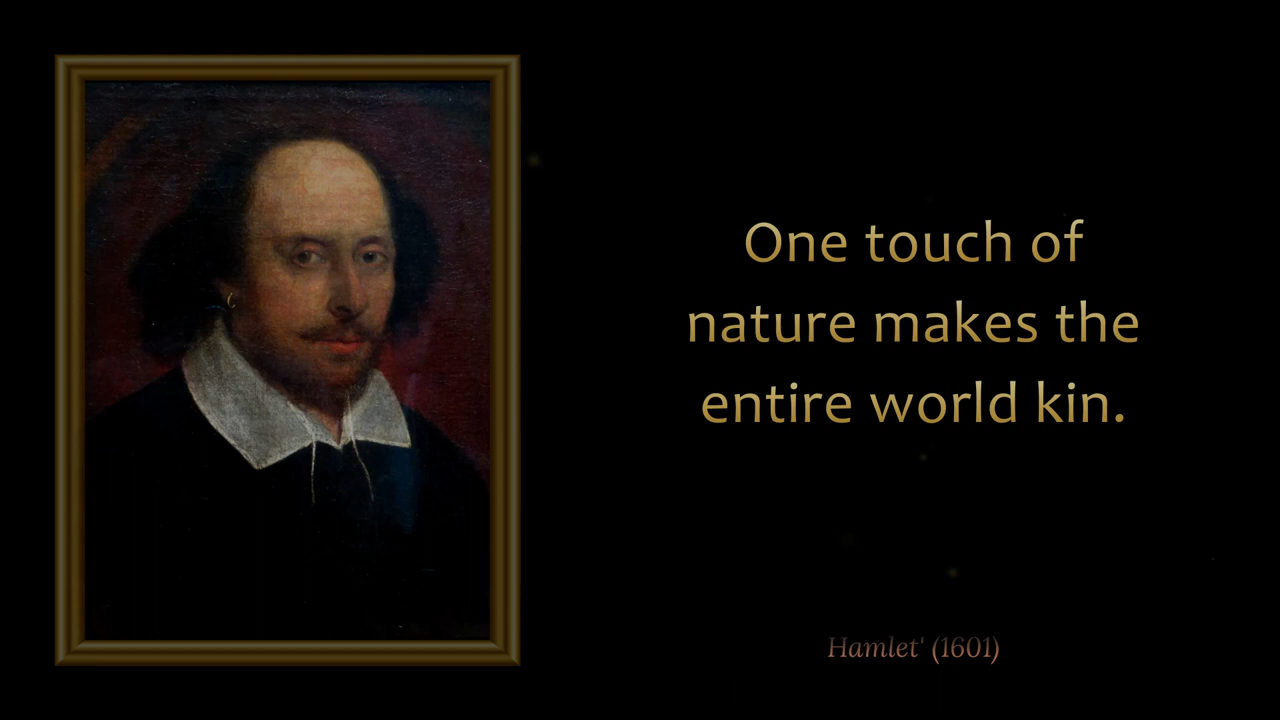 One touch of
nature makes the
entire world kin.
Hamlet' (1601)